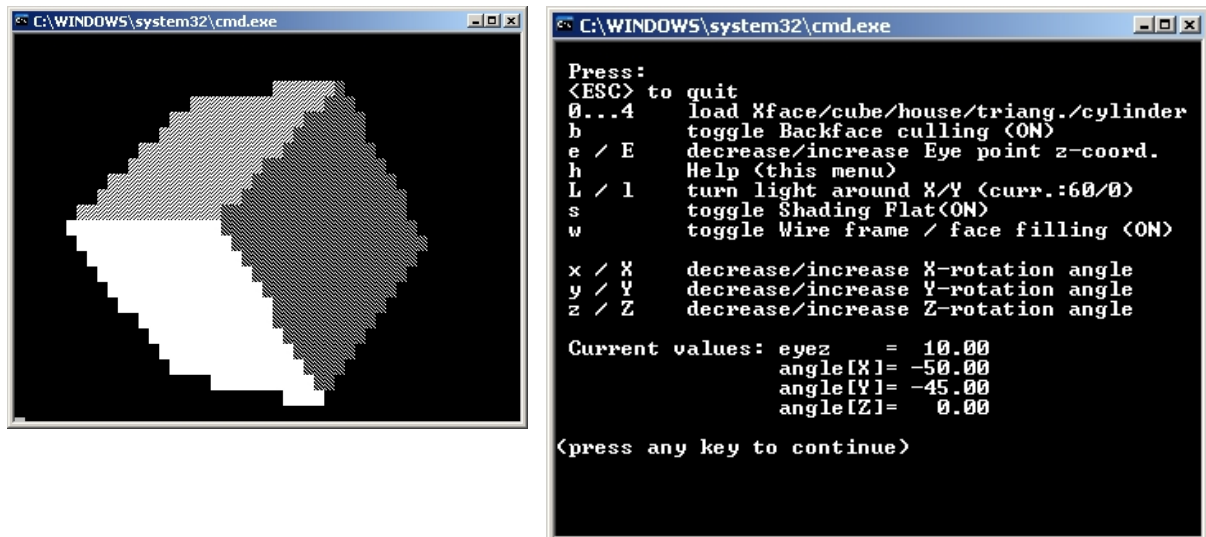 C:\WINDOWS\system32\cmd.exe
C:\WINDOWS\system32\cmd.exe
Press:
<ESC> to quit
0...4 load Xface/cube/house/triang./cylinder
b toggle Backface culling (ON)
e / E decrease/increase Eye point z-coord.
h Help (this menu)
L / l turn light around X/Y (curr.:60/0)
s toggle Shading Flat(ON)
w toggle Wire frame / face filling (ON)
x / X decrease/increase X-rotation angle
y / Y decrease/increase Y-rotation angle
z / Z decrease/increase Z-rotation angle
Current values: eyez = 10.00
angle[X]= -50.00
angle[Y]= -45.00
angle[Z]= 0.00
(press any key to continue)